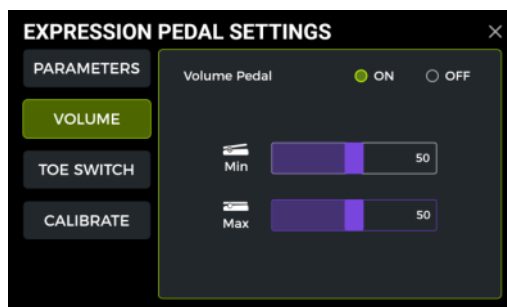 EXPRESSION PEDAL SETTINGS
PARAMETERS
VOLUME
TOE SWITCH
CALIBRATE
Volume Pedal ON OFF
Min 50
Max 50